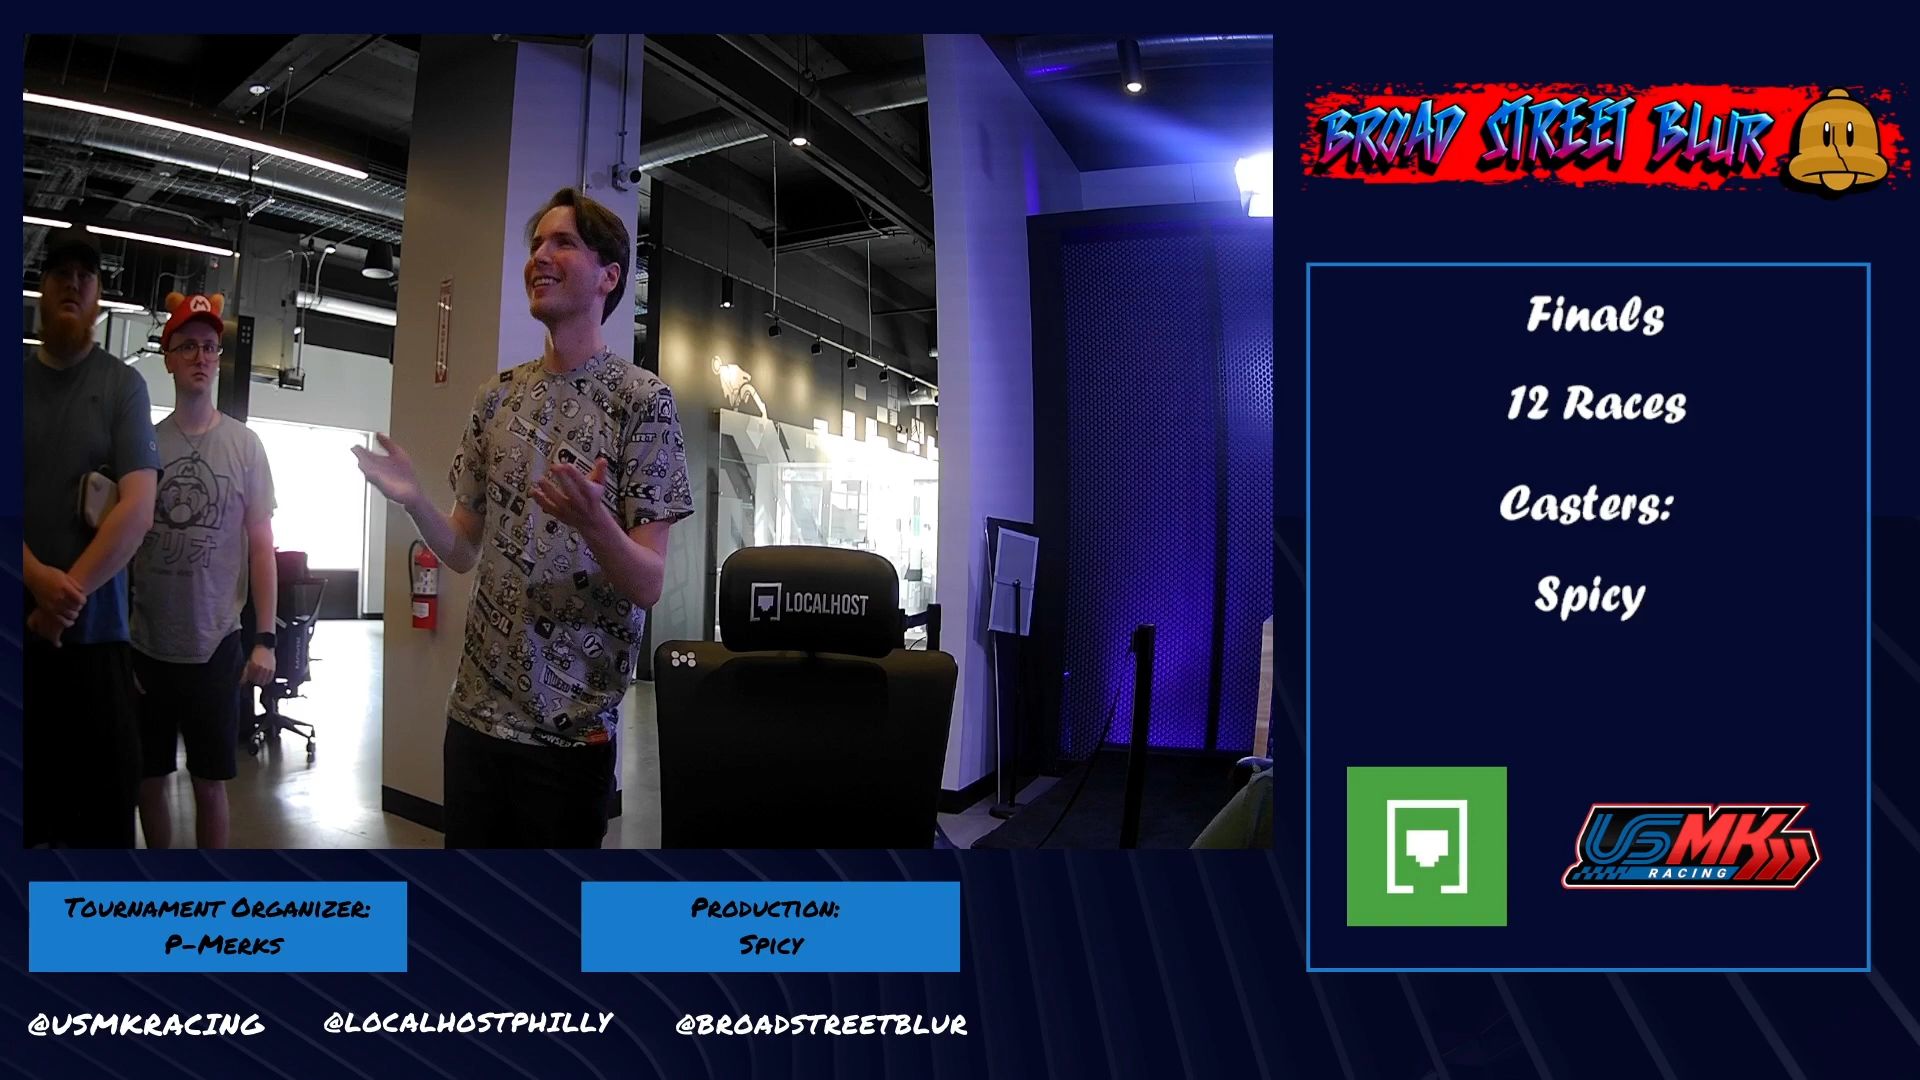 BROAD STREET BLUR
Finals
12 Races
Casters:
Spicy
M
マリオ
LOCALHOST
USMK
RACING
Tournament Organizer:
P-Merks
Production:
Spicy
@USMKRACING
@LOCALHOSTPHILLY
@BROADSTREETBLUR